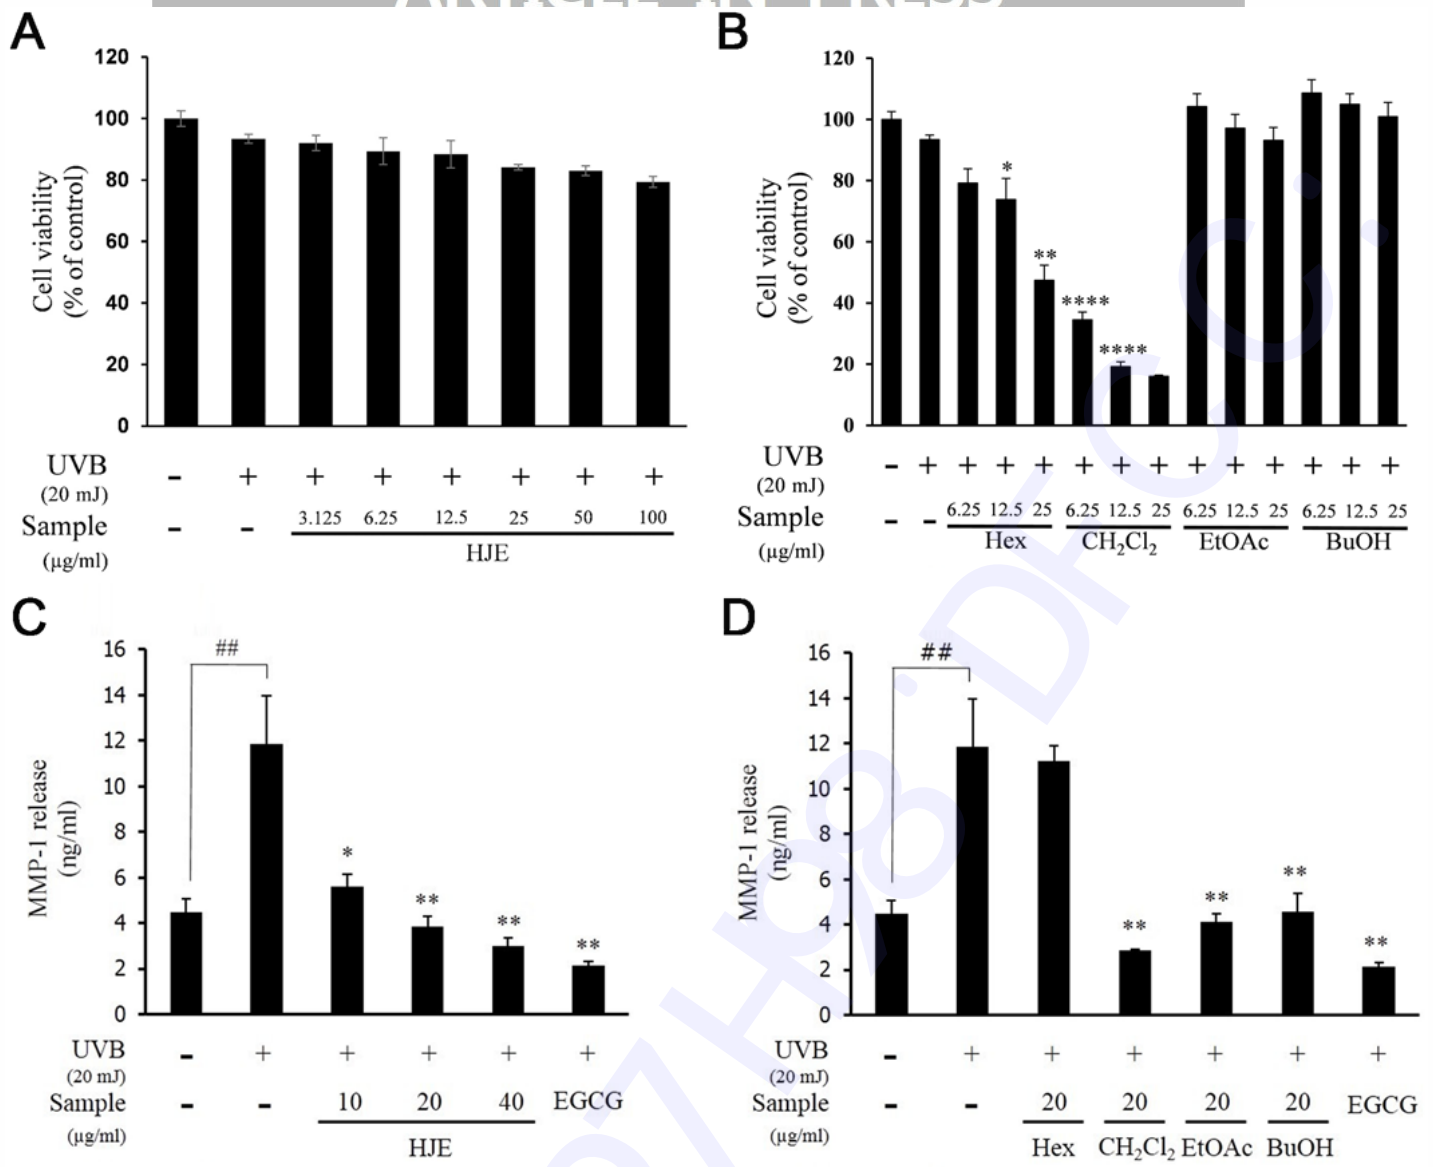 ARTICLE IN PRESS
A
120
100
80
60
40
20
0
Cell viability
(% of control)
UVB
(20 mJ)
- + + + + + + +
Sample
(µg/ml)
- - 3.125 6.25 12.5 25 50 100
HJE
B
120
100
80
60
40
20
0
Cell viability
(% of control)
*
**
****
****
UVB
(20 mJ)
- + + + + + + + + + + + + +
Sample
(µg/ml)
- - 6.25 12.5 25 6.25 12.5 25 6.25 12.5 25 6.25 12.5 25
Hex CH₂Cl₂ EtOAc BuOH
C
16
14
12
10
8
6
4
2
0
MMP-1 release
(ng/ml)
##
*
**
**
**
UVB
(20 mJ)
- + + + + +
Sample
(µg/ml)
- - 10 20 40 EGCG
HJE
D
16
14
12
10
8
6
4
2
0
MMP-1 release
(ng/ml)
##
**
**
**
**
UVB
(20 mJ)
- + + + + + +
Sample
(µg/ml)
- - 20 20 20 20 EGCG
Hex CH₂Cl₂ EtOAc BuOH